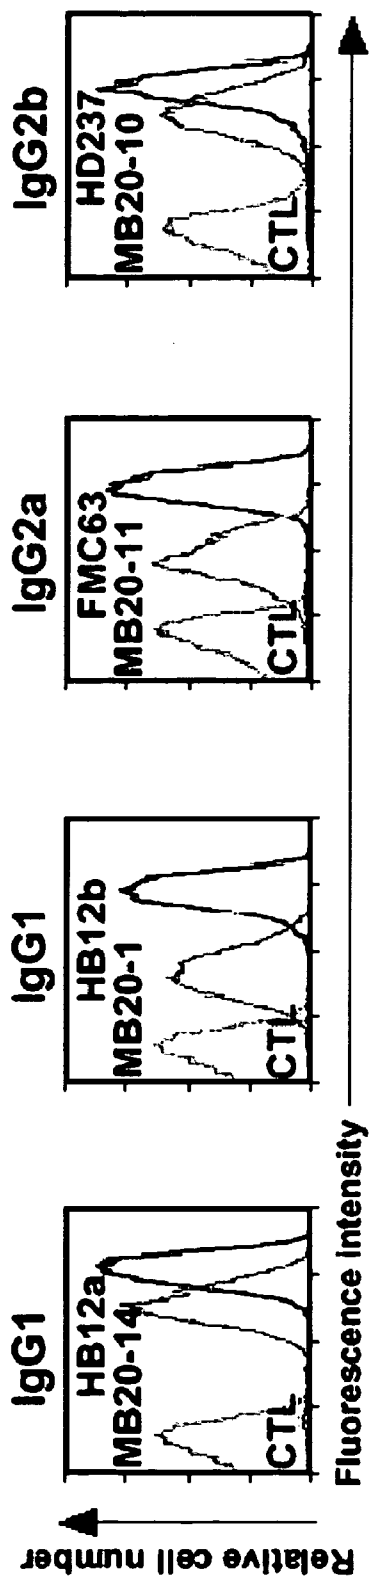 IgG1
HB12a
MB20-14
CTL
IgG1
HB12b
MB20-1
CTL
IgG2a
FMC63
MB20-11
CTL
IgG2b
HD237
MB20-10
CTL
Relative cell number
Fluorescence intensity